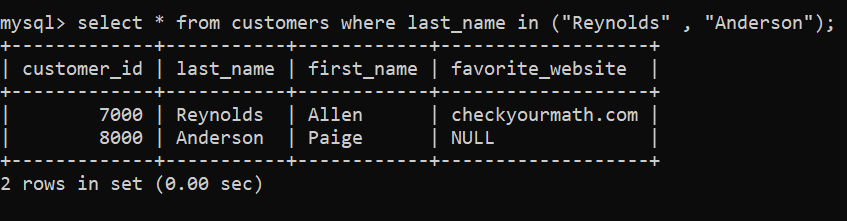 mysql> select * from customers where last_name in ("Reynolds" , "Anderson");
+-------------+-----------+------------+------------------+
| customer_id | last_name | first_name | favorite_website |
+-------------+-----------+------------+------------------+
|        7000 | Reynolds  | Allen      | checkyourmath.com |
|        8000 | Anderson  | Paige      | NULL             |
+-------------+-----------+------------+------------------+
2 rows in set (0.00 sec)